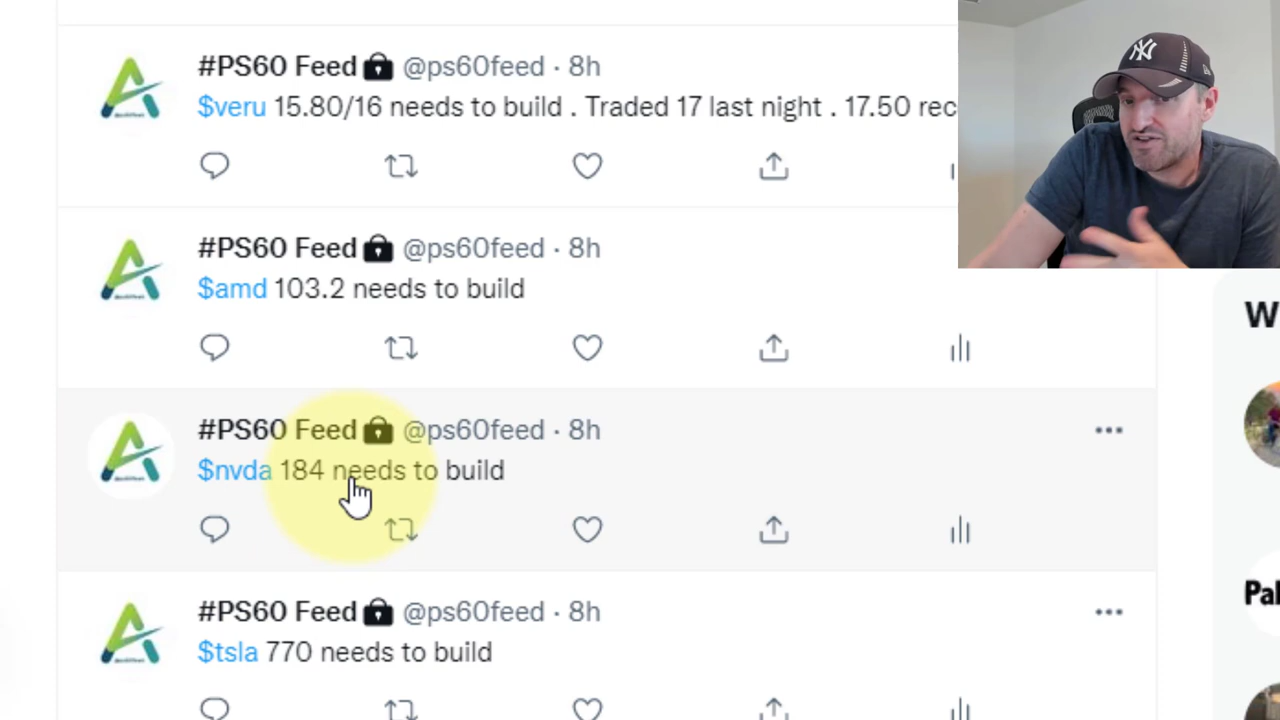 #PS60 Feed @ps60feed · 8h
$veru 15.80/16 needs to build . Traded 17 last night . 17.50 rec
#PS60 Feed @ps60feed · 8h
$amd 103.2 needs to build
#PS60 Feed @ps60feed · 8h
$nvda 184 needs to build
#PS60 Feed @ps60feed · 8h
$tsla 770 needs to build
W
Pal
NY